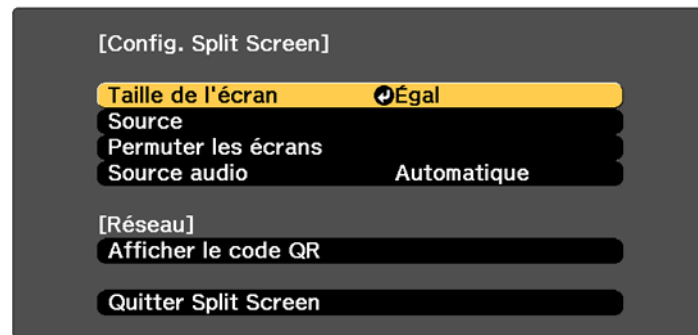 [Config. Split Screen]
Taille de l'écran Égal
Source
Permuter les écrans
Source audio Automatique
[Réseau]
Afficher le code QR
Quitter Split Screen